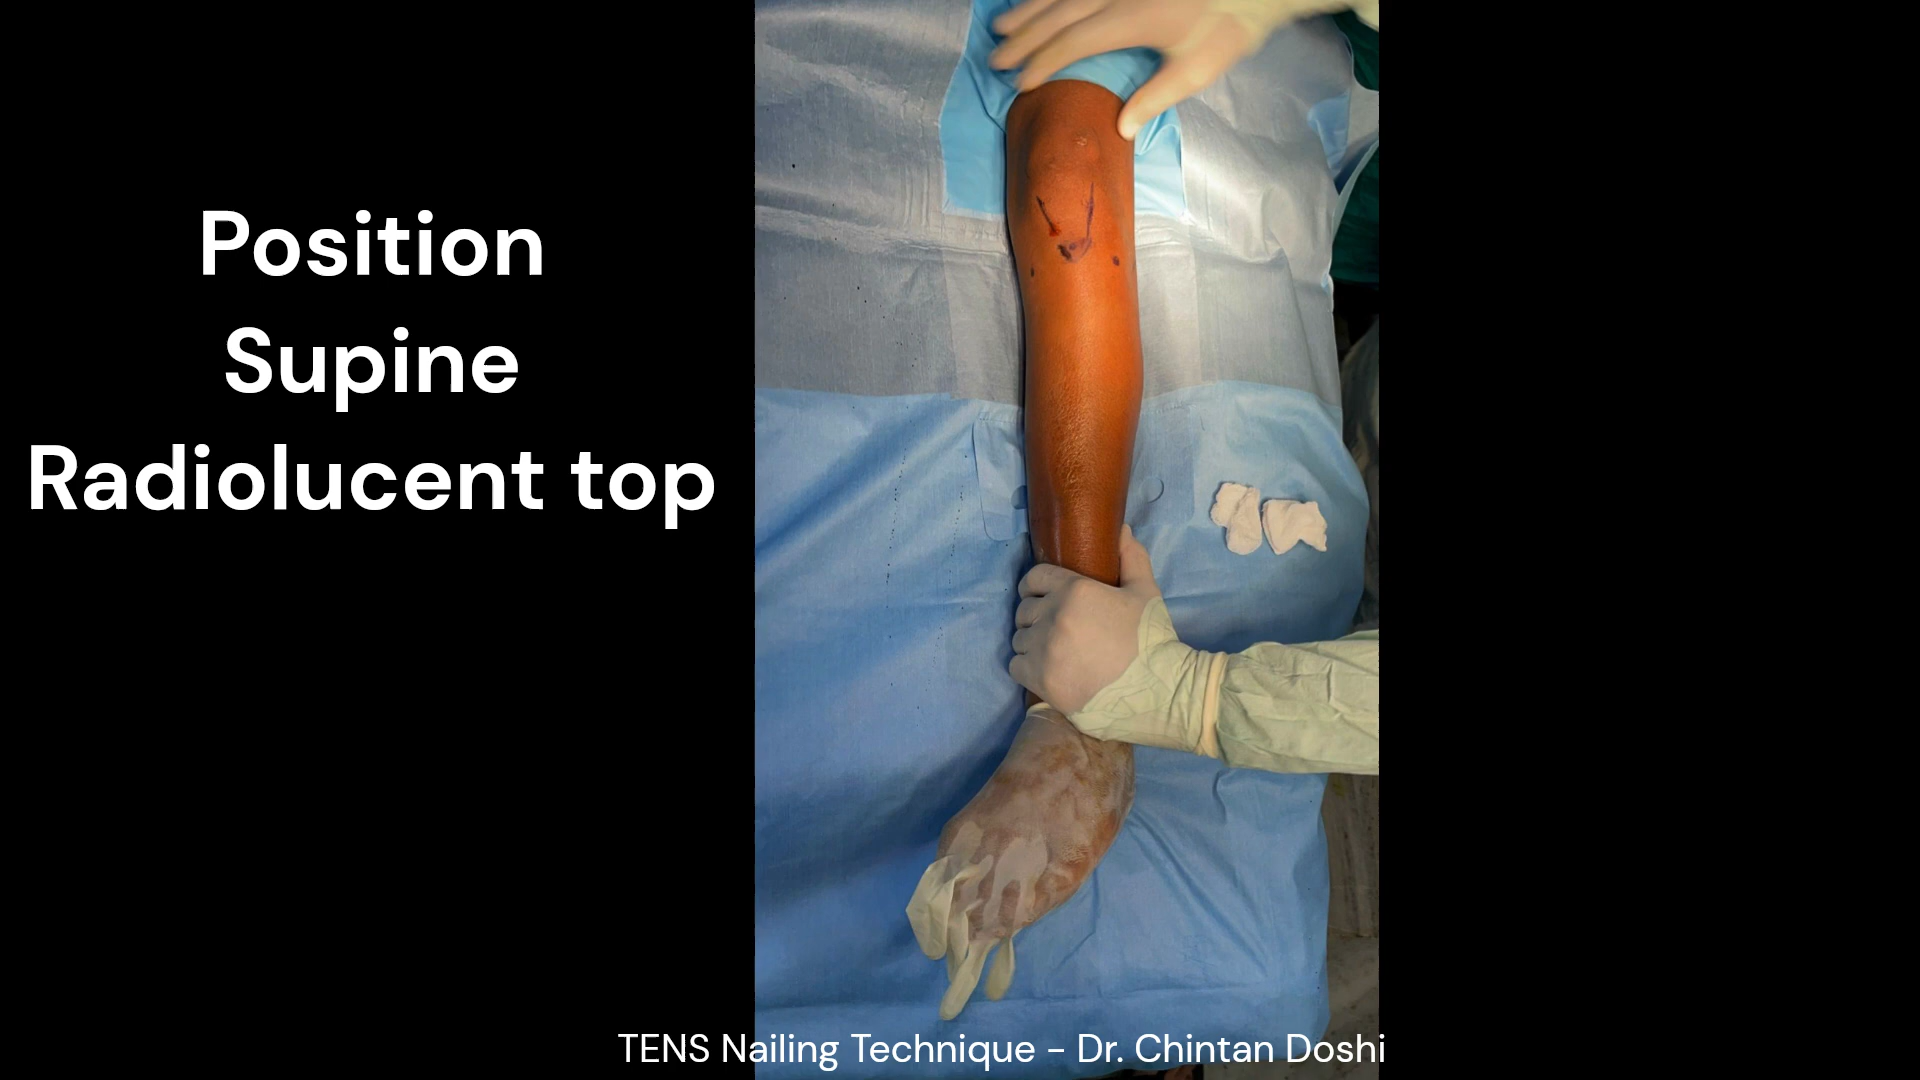 Position
Supine
Radiolucent top
TENS Nailing Technique - Dr. Chintan Doshi